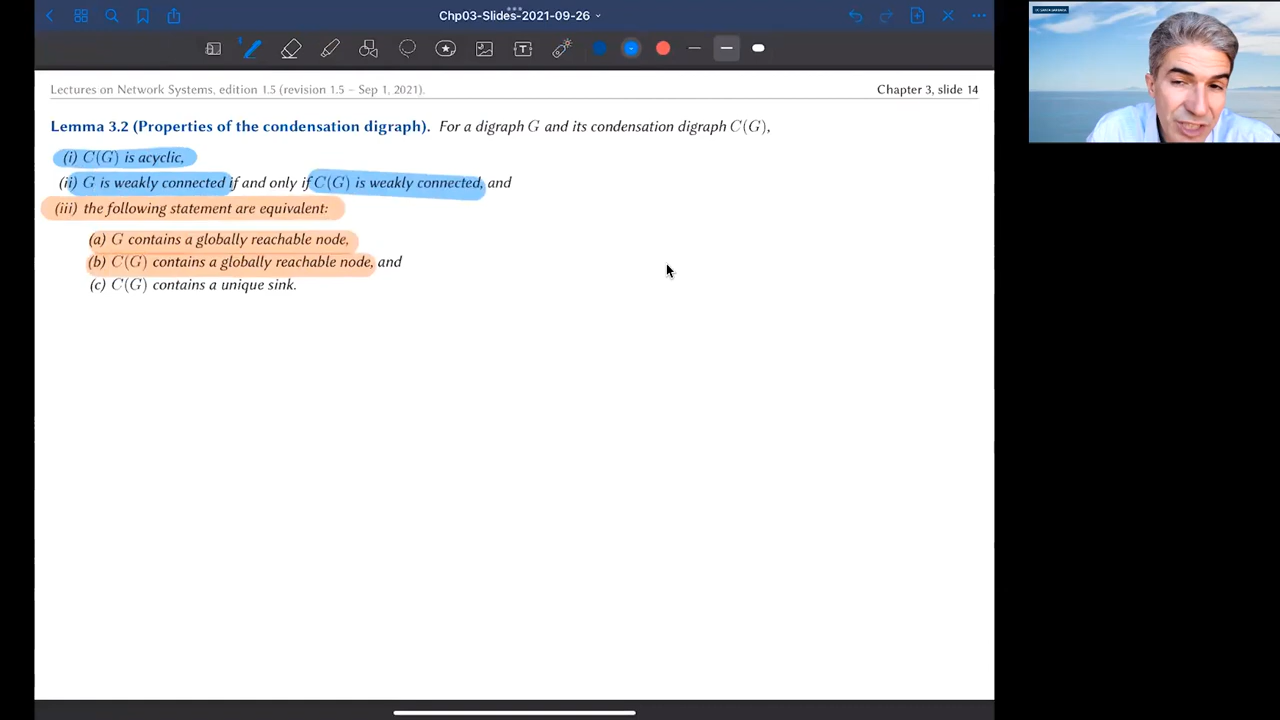 Chp03-Slides-2021-09-26
Lectures on Network Systems, edition 1.5 (revision 1.5 – Sep 1, 2021).
Chapter 3, slide 14
Lemma 3.2 (Properties of the condensation digraph). For a digraph G and its condensation digraph C(G),
(i) C(G) is acyclic,
(ii) G is weakly connected if and only if C(G) is weakly connected, and
(iii) the following statement are equivalent:
(a) G contains a globally reachable node,
(b) C(G) contains a globally reachable node, and
(c) C(G) contains a unique sink.